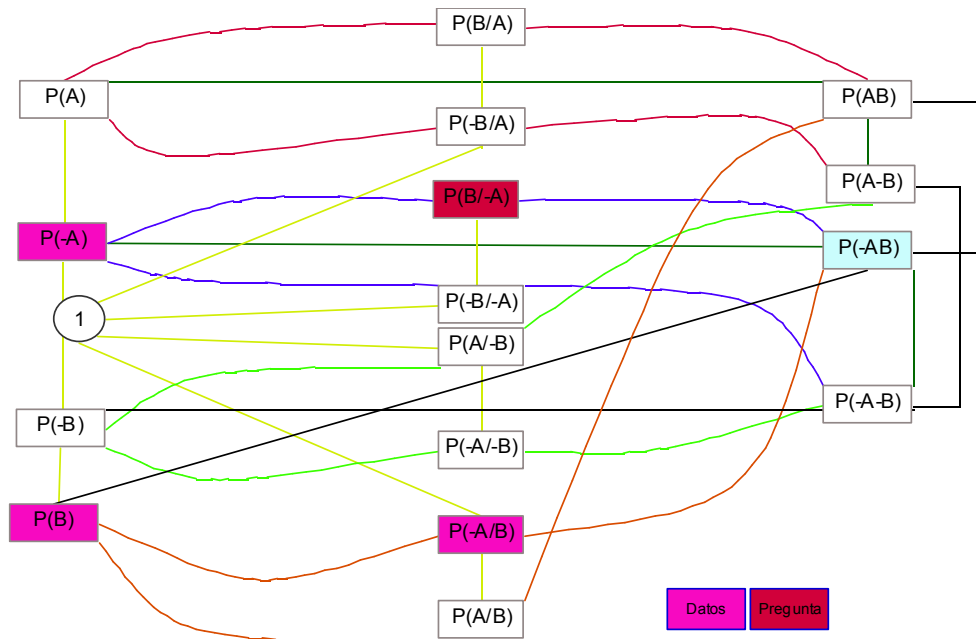 P(B/A)
P(A)
P(AB)
P(-B/A)
P(A-B)
P(B/-A)
P(-A)
P(-AB)
P(-B/-A)
1
P(A/-B)
P(-A-B)
P(-B)
P(-A/-B)
P(B)
P(-A/B)
P(A/B)
Datos
Pregunta